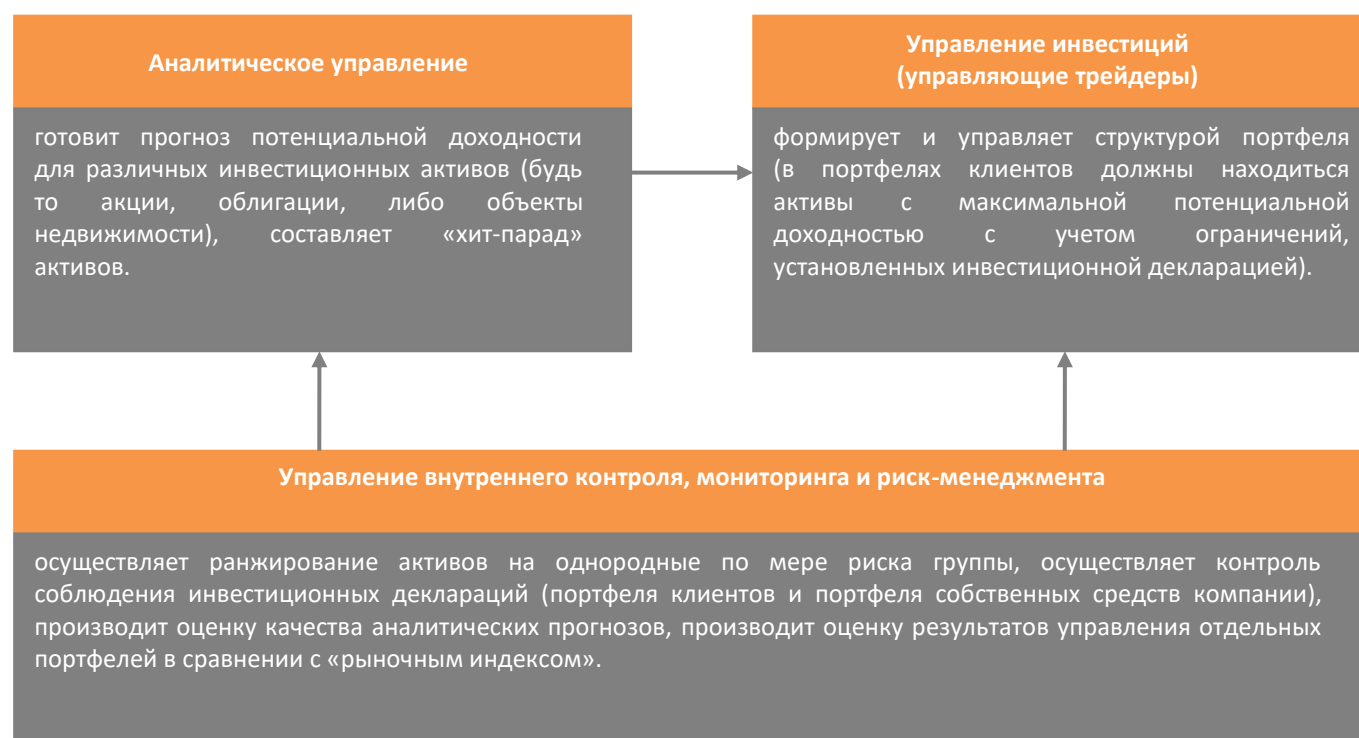 Аналитическое управление
готовит прогноз потенциальной доходности
для различных инвестиционных активов (будь
то акции, облигации, либо объекты
недвижимости), составляет «хит-парад»
активов.
Управление инвестиций
(управляющие трейдеры)
формирует и управляет структурой портфеля
(в портфелях клиентов должны находиться
активы с максимальной потенциальной
доходностью с учетом ограничений,
установленных инвестиционной декларацией).
Управление внутреннего контроля, мониторинга и риск-менеджмента
осуществляет ранжирование активов на однородные по мере риска группы, осуществляет контроль
соблюдения инвестиционных деклараций (портфеля клиентов и портфеля собственных средств компании),
производит оценку качества аналитических прогнозов, производит оценку результатов управления отдельных
портфелей в сравнении с «рыночным индексом».